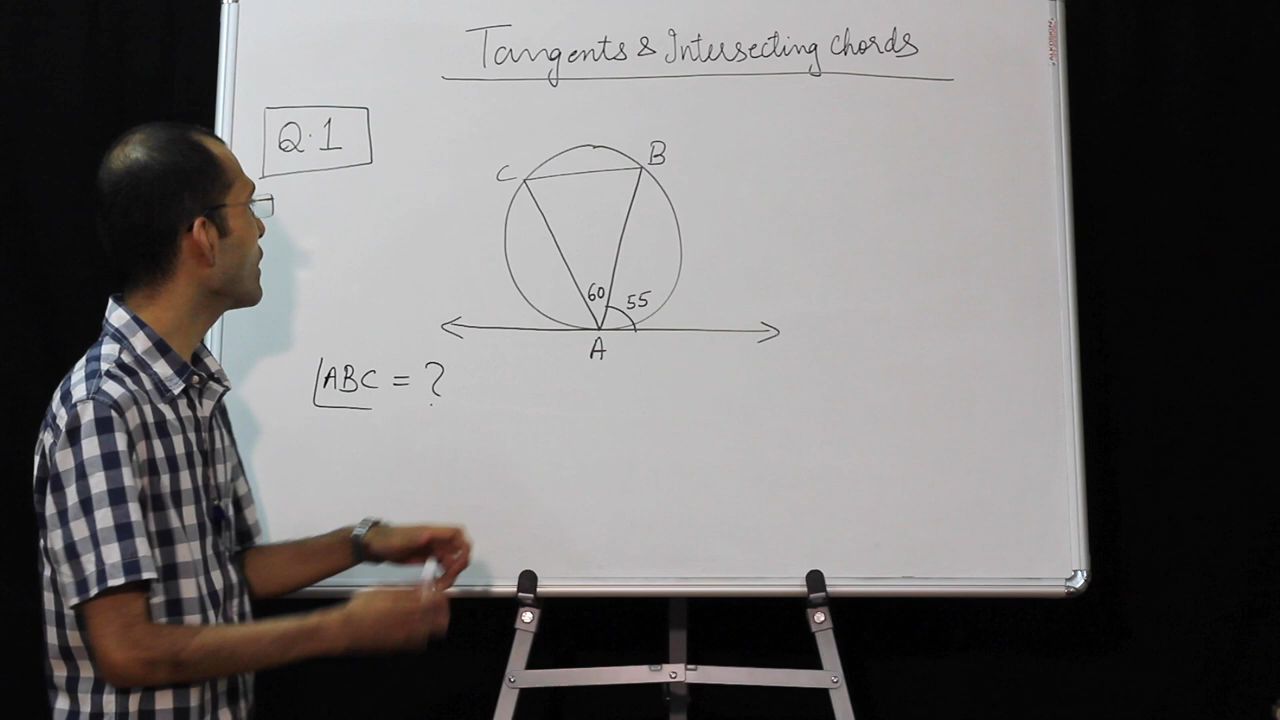 Tangents & Intersecting chords
Q.1
C
B
60
55
A
∠ABC = ?